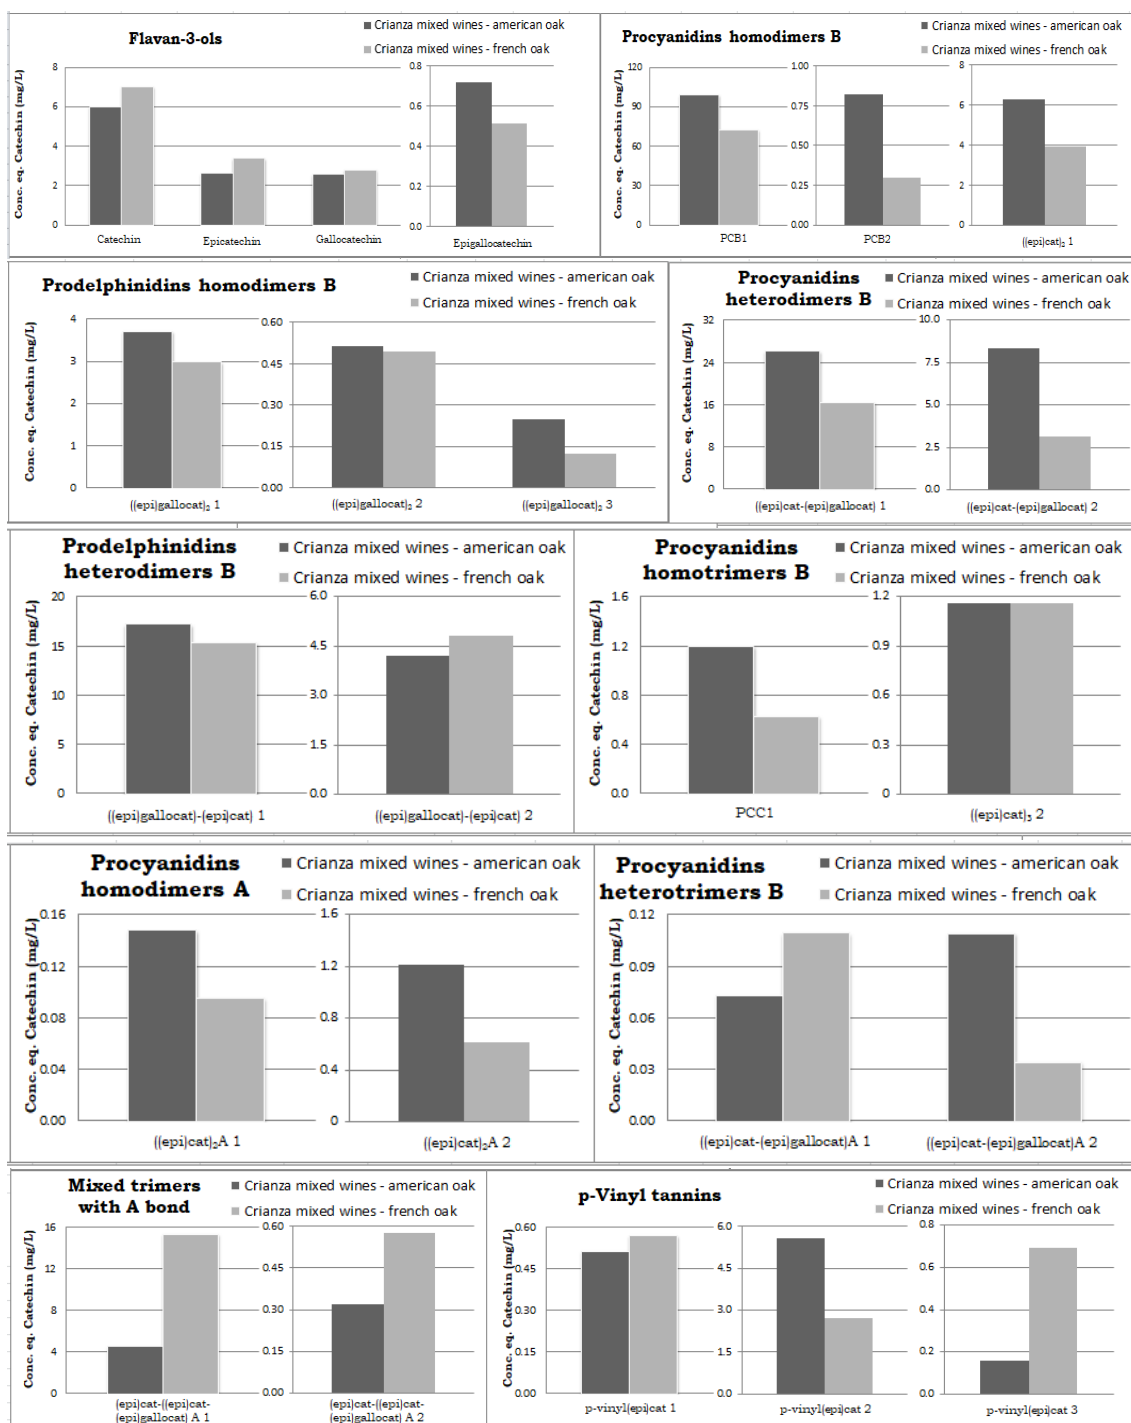 Flavan-3-ols
Crianza mixed wines - american oak
Crianza mixed wines - french oak
Conc. eq. Catechin (mg/L)
8
6
4
2
0
Catechin
Epicatechin
Gallocatechin
0.8
0.6
0.4
0.2
0.0
Epigallocatechin
Procyanidins homodimers B
Crianza mixed wines - american oak
Crianza mixed wines - french oak
Conc. eq. Catechin (mg/L)
120
90
60
30
0
PCB1
1.00
0.75
0.50
0.25
0.00
PCB2
8
6
4
2
0
((epi)cat)₂ 1
Prodelphinidins homodimers B
Crianza mixed wines - american oak
Crianza mixed wines - french oak
Conc. eq. Catechin (mg/L)
4
3
2
1
0
((epi)gallocat)₂ 1
0.60
0.45
0.30
0.15
0.00
((epi)gallocat)₂ 2
((epi)gallocat)₂ 3
Procyanidins
heterodimers B
Crianza mixed wines - american oak
Crianza mixed wines - french oak
Conc. eq. Catechin (mg/L)
32
24
16
8
0
((epi)cat-(epi)gallocat) 1
10.0
7.5
5.0
2.5
0.0
((epi)cat-(epi)gallocat) 2
Prodelphinidins
heterodimers B
Crianza mixed wines - american oak
Crianza mixed wines - french oak
Conc. eq. Catechin (mg/L)
20
15
10
5
0
((epi)gallocat)-(epi)cat) 1
6.0
4.5
3.0
1.5
0.0
((epi)gallocat)-(epi)cat) 2
Procyanidins
homotrimers B
Crianza mixed wines - american oak
Crianza mixed wines - french oak
Conc. eq. Catechin (mg/L)
1.6
1.2
0.8
0.4
0.0
PCC1
1.2
0.9
0.6
0.3
0
((epi)cat)₃ 2
Procyanidins
homodimers A
Crianza mixed wines - american oak
Crianza mixed wines - french oak
Conc. eq. Catechin (mg/L)
0.16
0.12
0.08
0.04
0.00
((epi)cat)₂A 1
1.6
1.2
0.8
0.4
0
((epi)cat)₂A 2
Procyanidins
heterotrimers B
Crianza mixed wines - american oak
Crianza mixed wines - french oak
Conc. eq. Catechin (mg/L)
0.12
0.09
0.06
0.03
0.00
((epi)cat-(epi)gallocat)A 1
((epi)cat-(epi)gallocat)A 2
Mixed trimers
with A bond
Crianza mixed wines - american oak
Crianza mixed wines - french oak
Conc. eq. Catechin (mg/L)
16
12
8
4
0
(epi)cat-((epi)cat-
(epi)gallocat) A 1
0.60
0.45
0.30
0.15
0.00
(epi)cat-((epi)cat-
(epi)gallocat) A 2
p-Vinyl tannins
Crianza mixed wines - american oak
Crianza mixed wines - french oak
Conc. eq. Catechin (mg/L)
0.60
0.45
0.30
0.15
0.00
p-vinyl(epi)cat 1
6.0
4.5
3.0
1.5
0.0
p-vinyl(epi)cat 2
0.8
0.6
0.4
0.2
0.0
p-vinyl(epi)cat 3